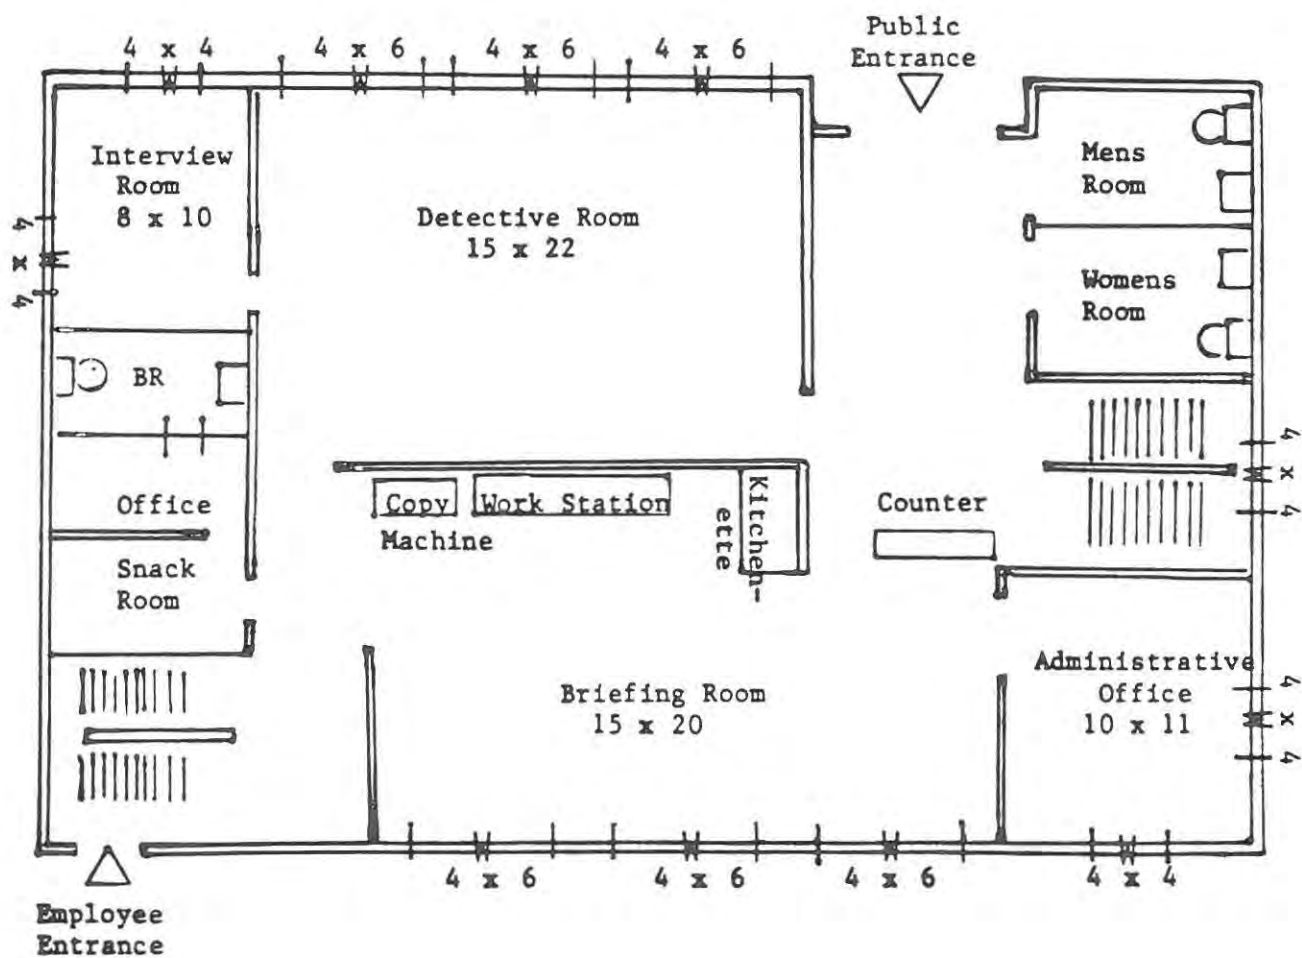 4 x 4
4 x 6
4 x 6
4 x 6
Public
Entrance
Interview
Room
8 x 10
Detective Room
15 x 22
Mens
Room
Womens
Room
4 x 4
BR
4 x 4
Office
Copy
Machine
Work Station
Kitchen-
ette
Counter
Snack
Room
Briefing Room
15 x 20
Administrative
Office
10 x 11
4 x 4
4 x 6
4 x 6
4 x 6
4 x 4
Employee
Entrance